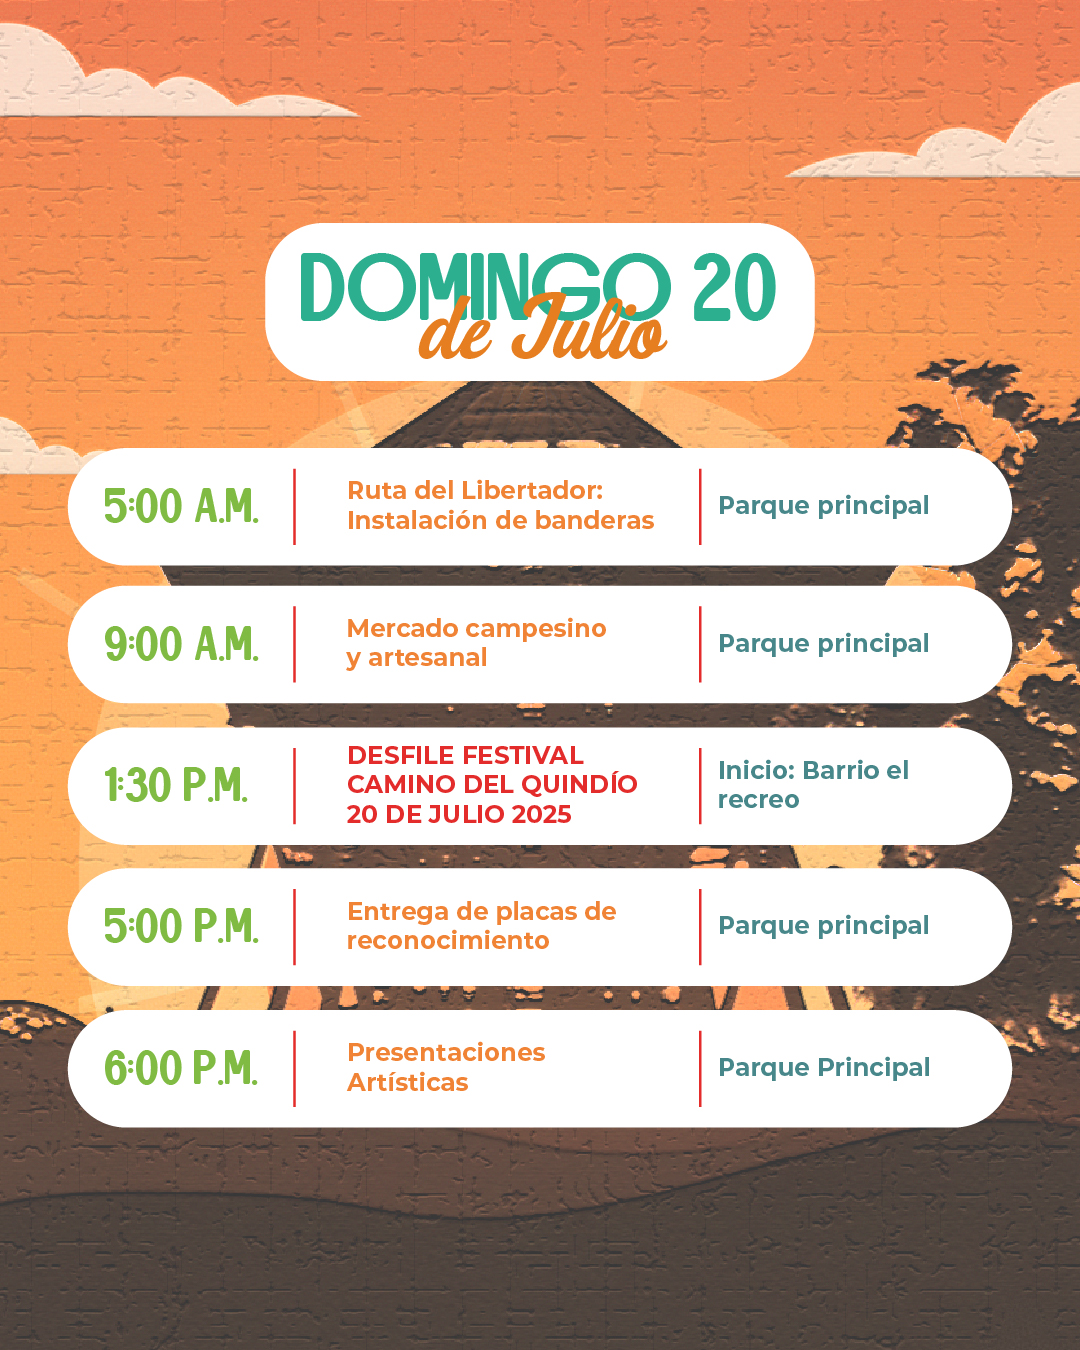 DOMINGO 20
de Julio
5:00 A.M.
Ruta del Libertador:
Instalación de banderas
Parque principal
9:00 A.M.
Mercado campesino
y artesanal
Parque principal
1:30 P.M.
DESFILE FESTIVAL
CAMINO DEL QUINDÍO
20 DE JULIO 2025
Inicio: Barrio el
recreo
5:00 P.M.
Entrega de placas de
reconocimiento
Parque principal
6:00 P.M.
Presentaciones
Artísticas
Parque Principal